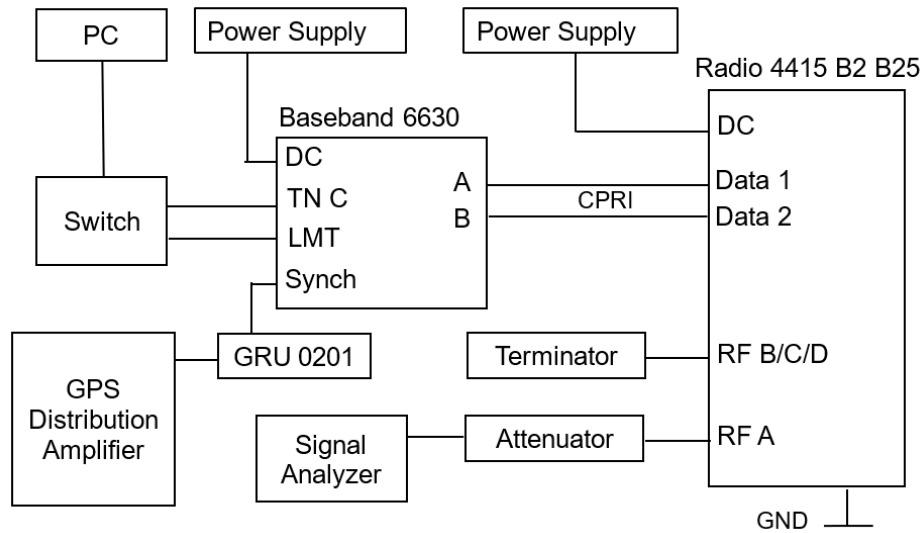 PC
Power Supply
Power Supply
Radio 4415 B2 B25
Baseband 6630
DC
DC
TN C
A
Data 1
CPRI
Switch
B
Data 2
LMT
Synch
GRU 0201
Terminator
RF B/C/D
GPS
Distribution
Amplifier
Signal
Analyzer
Attenuator
RF A
GND